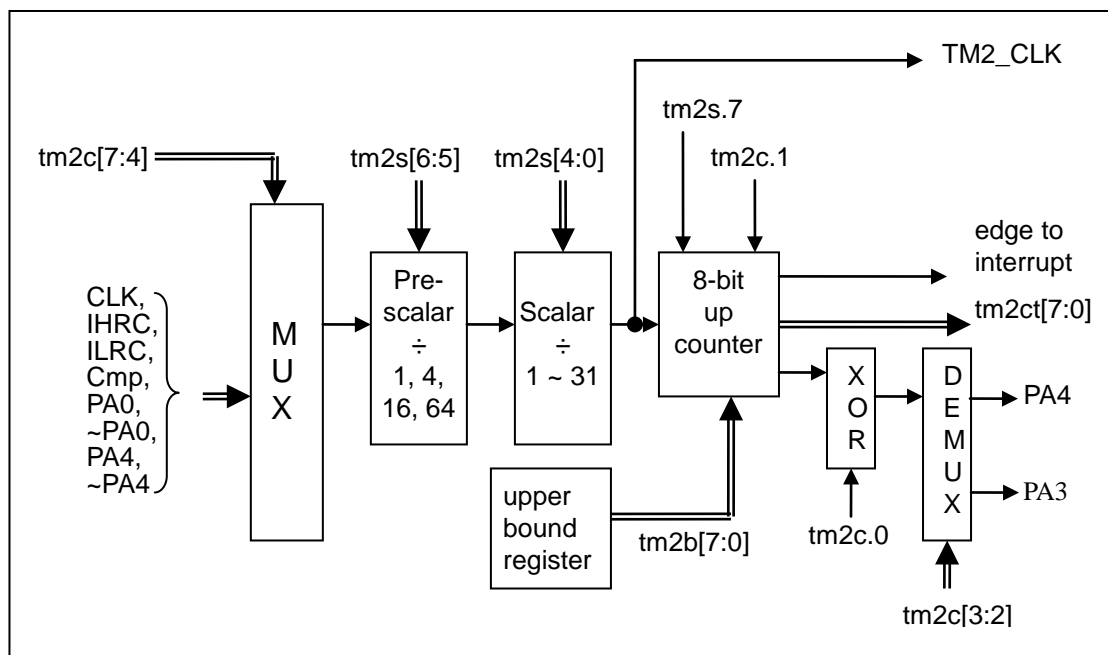 TM2_CLK
tm2s.7
tm2c[7:4]
tm2s[6:5]
tm2s[4:0]
tm2c.1
CLK,
IHRC,
ILRC,
Cmp,
PA0,
~PA0,
PA4,
~PA4
M
U
X
Pre-
scalar
÷
1, 4,
16, 64
Scalar
÷
1 ~ 31
8-bit
up
counter
edge to
interrupt
tm2ct[7:0]
X
O
R
D
E
M
U
X
PA4
PA3
upper
bound
register
tm2b[7:0]
tm2c.0
tm2c[3:2]